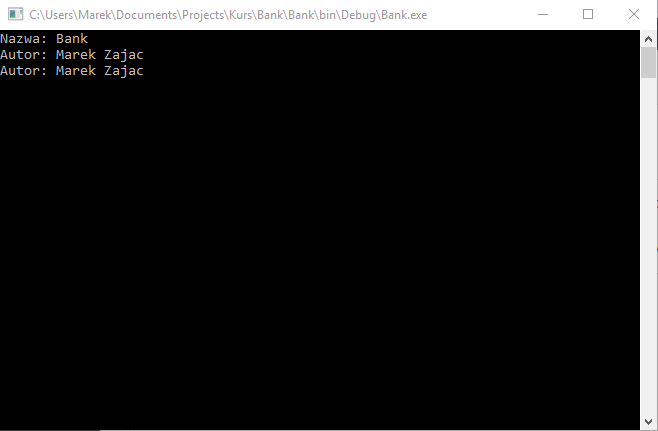 C:\Users\Marek\Documents\Projects\Kurs\Bank\Bank\bin\Debug\Bank.exe
Nazwa: Bank
Autor: Marek Zajac
Autor: Marek Zajac